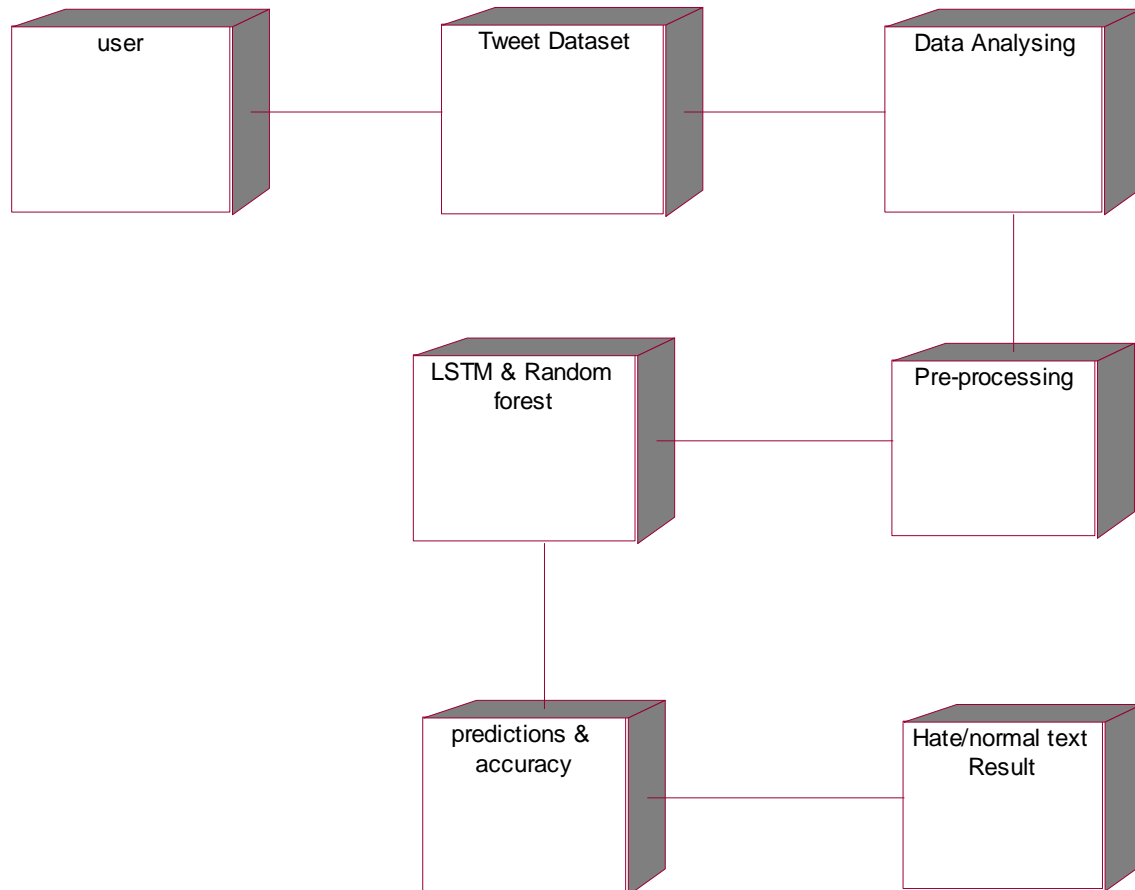 user
Tweet Dataset
Data Analysing
LSTM & Random
forest
Pre-processing
predictions &
accuracy
Hate/normal text
Result